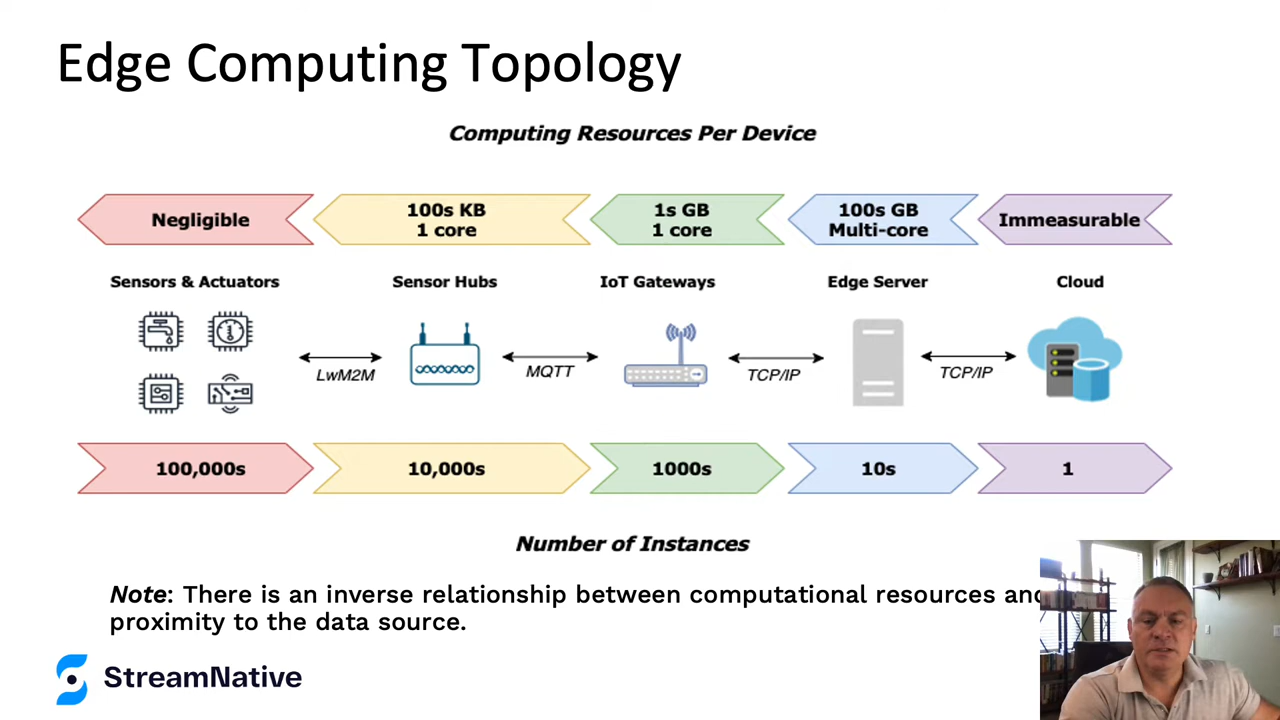 Edge Computing Topology
Computing Resources Per Device
Negligible
100s KB
1 core
1s GB
1 core
100s GB
Multi-core
Immeasurable
Sensors & Actuators
Sensor Hubs
IoT Gateways
Edge Server
Cloud
LwM2M
MQTT
TCP/IP
TCP/IP
100,000s
10,000s
1000s
10s
1
Number of Instances
Note: There is an inverse relationship between computational resources and
proximity to the data source.
StreamNative